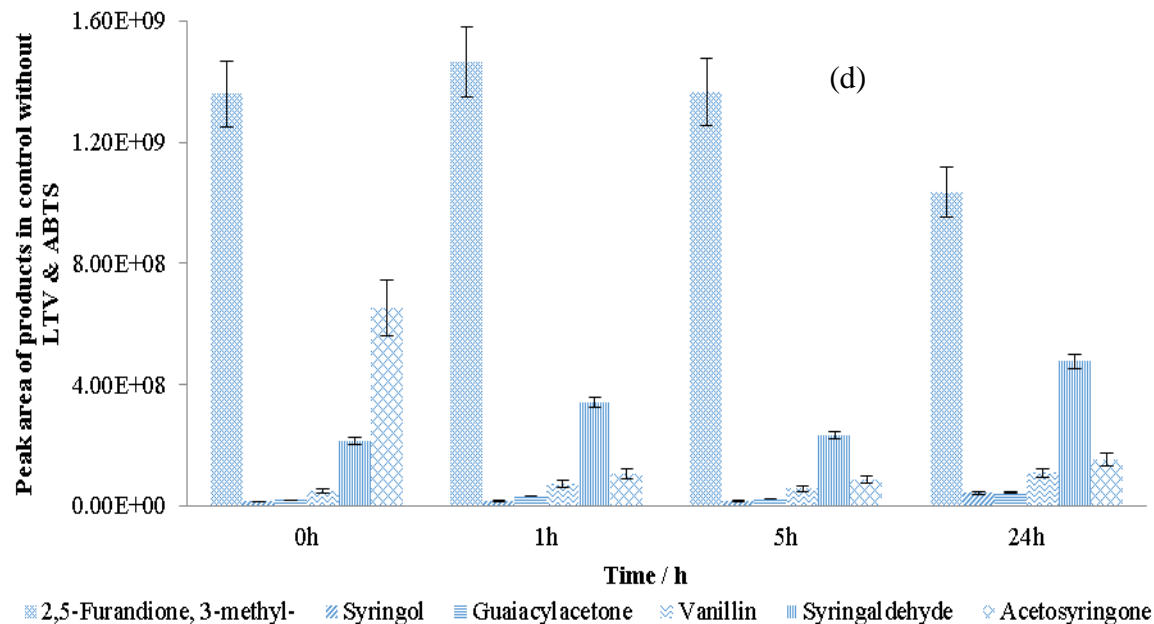 Peak area of products in control without
LTV & ABTS
1.60E+09
1.20E+09
8.00E+08
4.00E+08
0.00E+00
(d)
0h 1h 5h 24h
Time / h
2,5-Furandione, 3-methyl- Syringol Guaiacylacetone Vanillin Syringaldehyde Acetosyringone